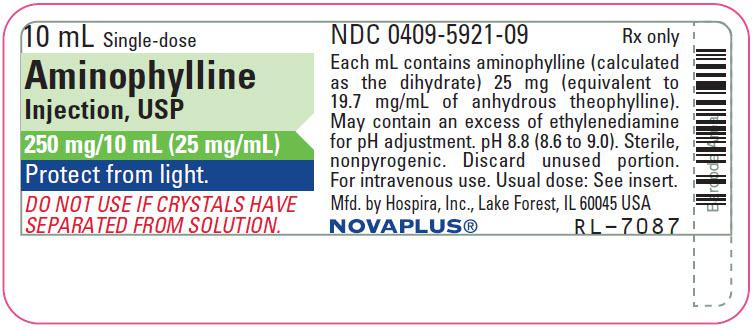 10 mL Single-dose
Aminophylline
Injection, USP
250 mg/10 mL (25 mg/mL)
Protect from light.
DO NOT USE IF CRYSTALS HAVE
SEPARATED FROM SOLUTION.
NDC 0409-5921-09 Rx only
Each mL contains aminophylline (calculated
as the dihydrate) 25 mg (equivalent to
19.7 mg/mL of anhydrous theophylline).
May contain an excess of ethylenediamine
for pH adjustment. pH 8.8 (8.6 to 9.0). Sterile,
nonpyrogenic. Discard unused portion.
For intravenous use. Usual dose: See insert.
Mfd. by Hospira, Inc., Lake Forest, IL 60045 USA
NOVAPLUS® RL-7087